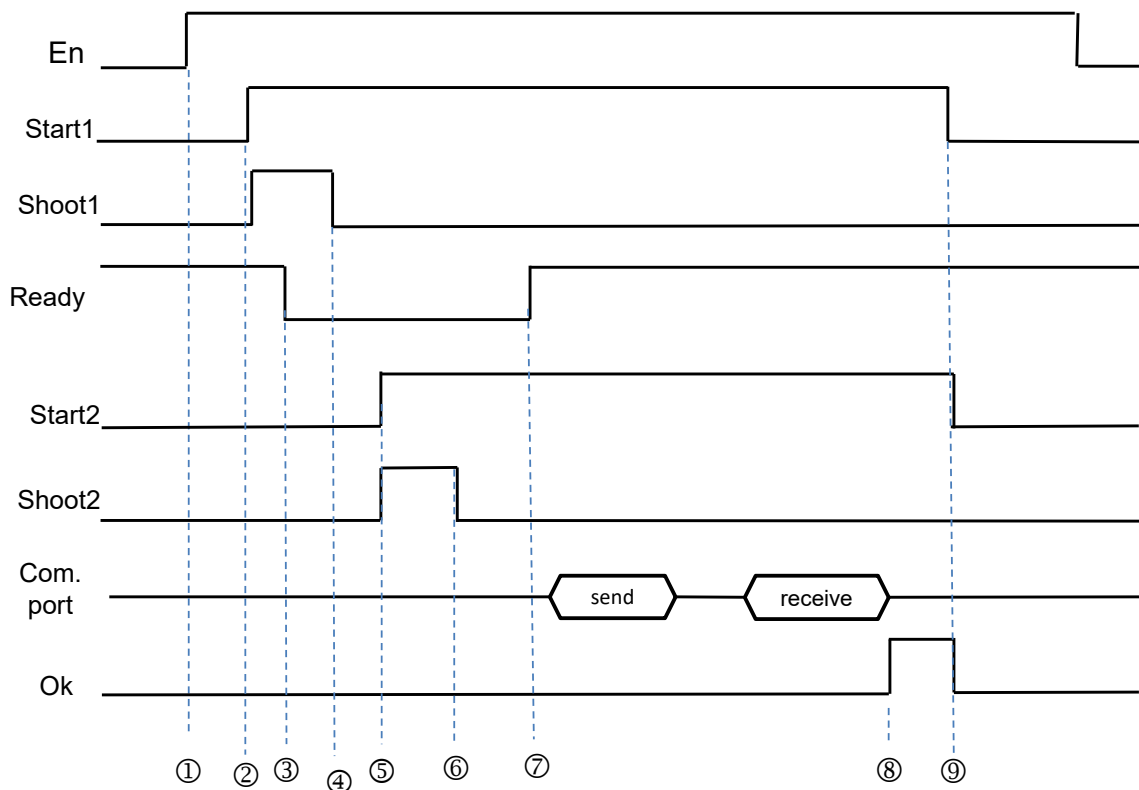 En
Start1
Shoot1
Ready
Start2
Shoot2
Com.
port
send
receive
Ok
① ② ③ ④ ⑤ ⑥ ⑦ ⑧ ⑨